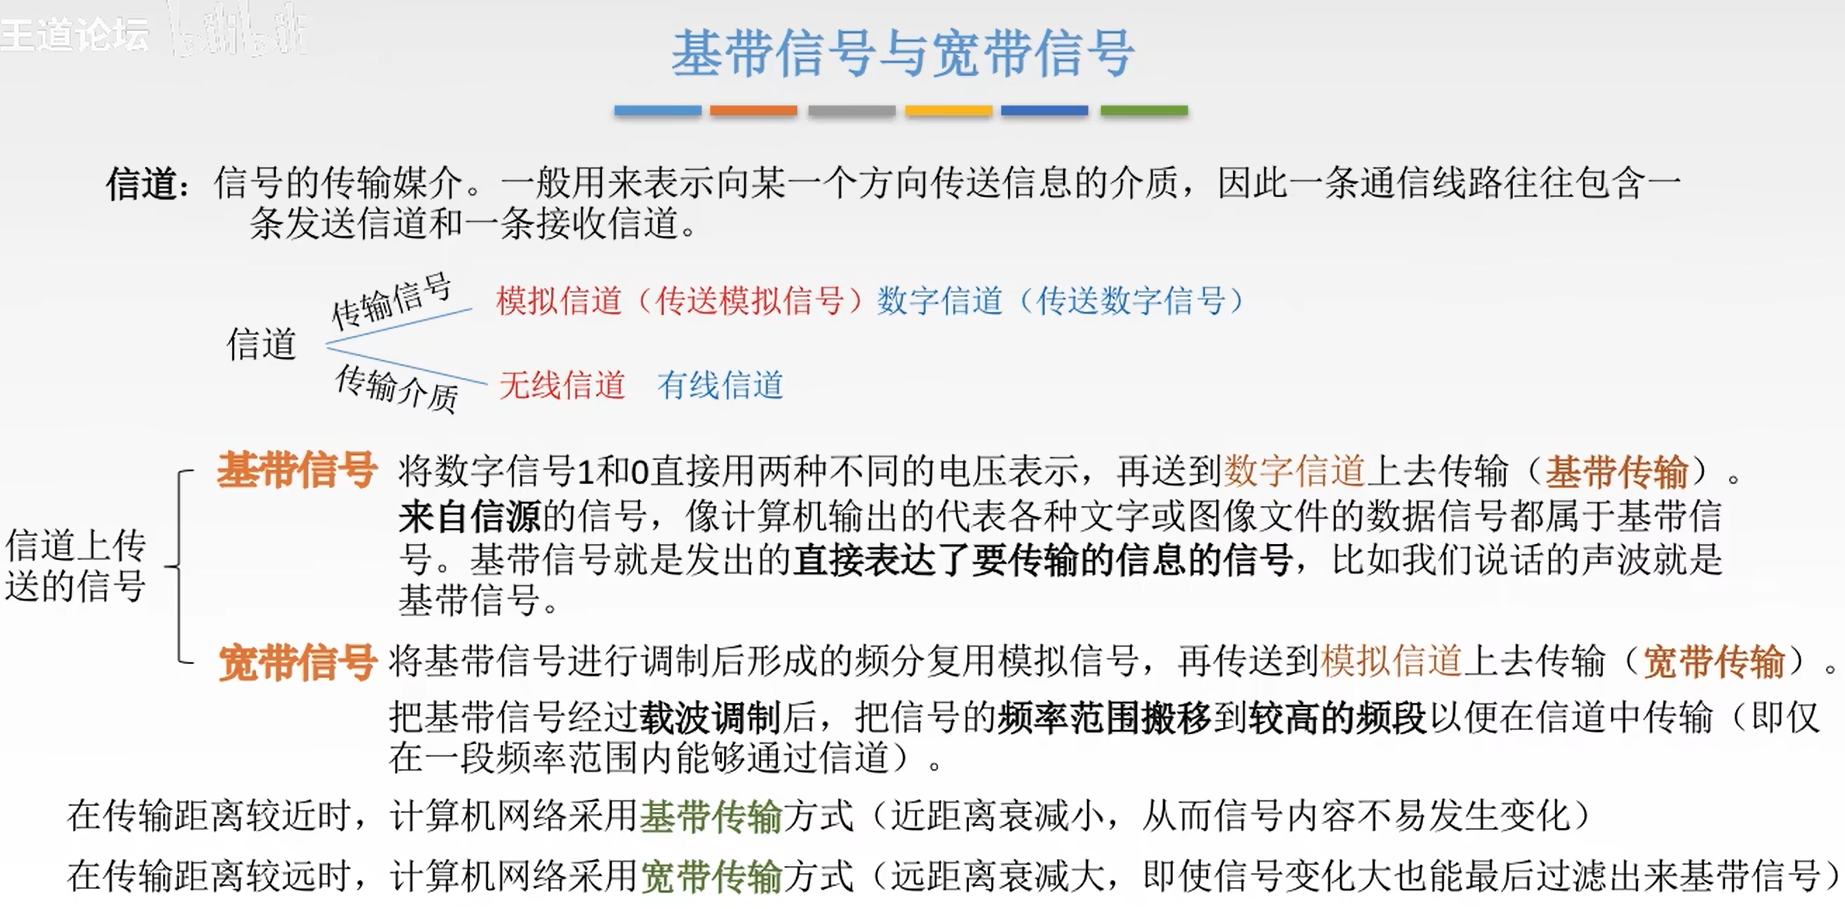 王道论坛 bilibili
基带信号与宽带信号
信道：信号的传输媒介。一般用来表示向某一个方向传送信息的介质，因此一条通信线路往往包含一
条发送信道和一条接收信道。
传输信号
模拟信道（传送模拟信号）数字信道（传送数字信号）
信道
传输介质
无线信道 有线信道
基带信号 将数字信号1和0直接用两种不同的电压表示，再送到数字信道上去传输（基带传输）。
来自信源的信号，像计算机输出的代表各种文字或图像文件的数据信号都属于基带信
号。基带信号就是发出的直接表达了要传输的信息的信号，比如我们说话的声波就是
基带信号。
信道上传
送的信号
宽带信号 将基带信号进行调制后形成的频分复用模拟信号，再传送到模拟信道上去传输（宽带传输）。
把基带信号经过载波调制后，把信号的频率范围搬移到较高的频段以便在信道中传输（即仅
在一段频率范围内能够通过信道）。
在传输距离较近时，计算机网络采用基带传输方式（近距离衰减小，从而信号内容不易发生变化）
在传输距离较远时，计算机网络采用宽带传输方式（远距离衰减大，即使信号变化大也能最后过滤出来基带信号）